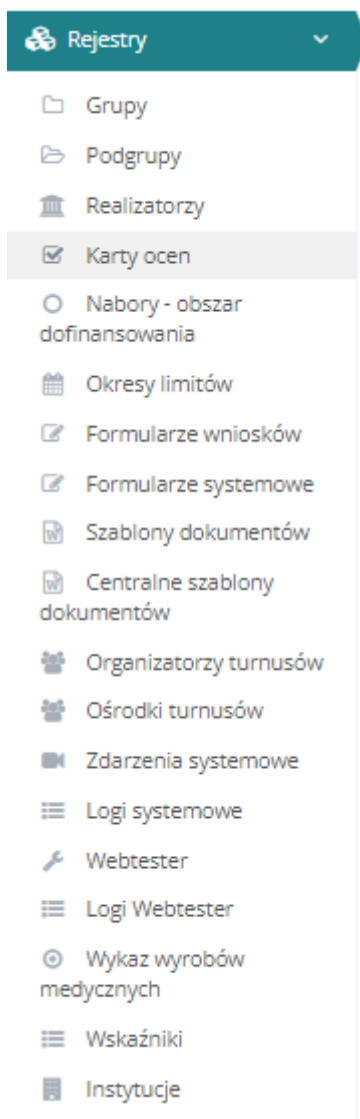 Rejestry
Grupy
Podgrupy
Realizatorzy
Karty ocen
Nabory - obszar
dofinansowania
Okresy limitów
Formularze wniosków
Formularze systemowe
Szablony dokumentów
Centralne szablony
dokumentów
Organizatorzy turnusów
Ośrodki turnusów
Zdarzenia systemowe
Logi systemowe
Webtester
Logi Webtester
Wykaz wyrobów
medycznych
Wskaźniki
Instytucje